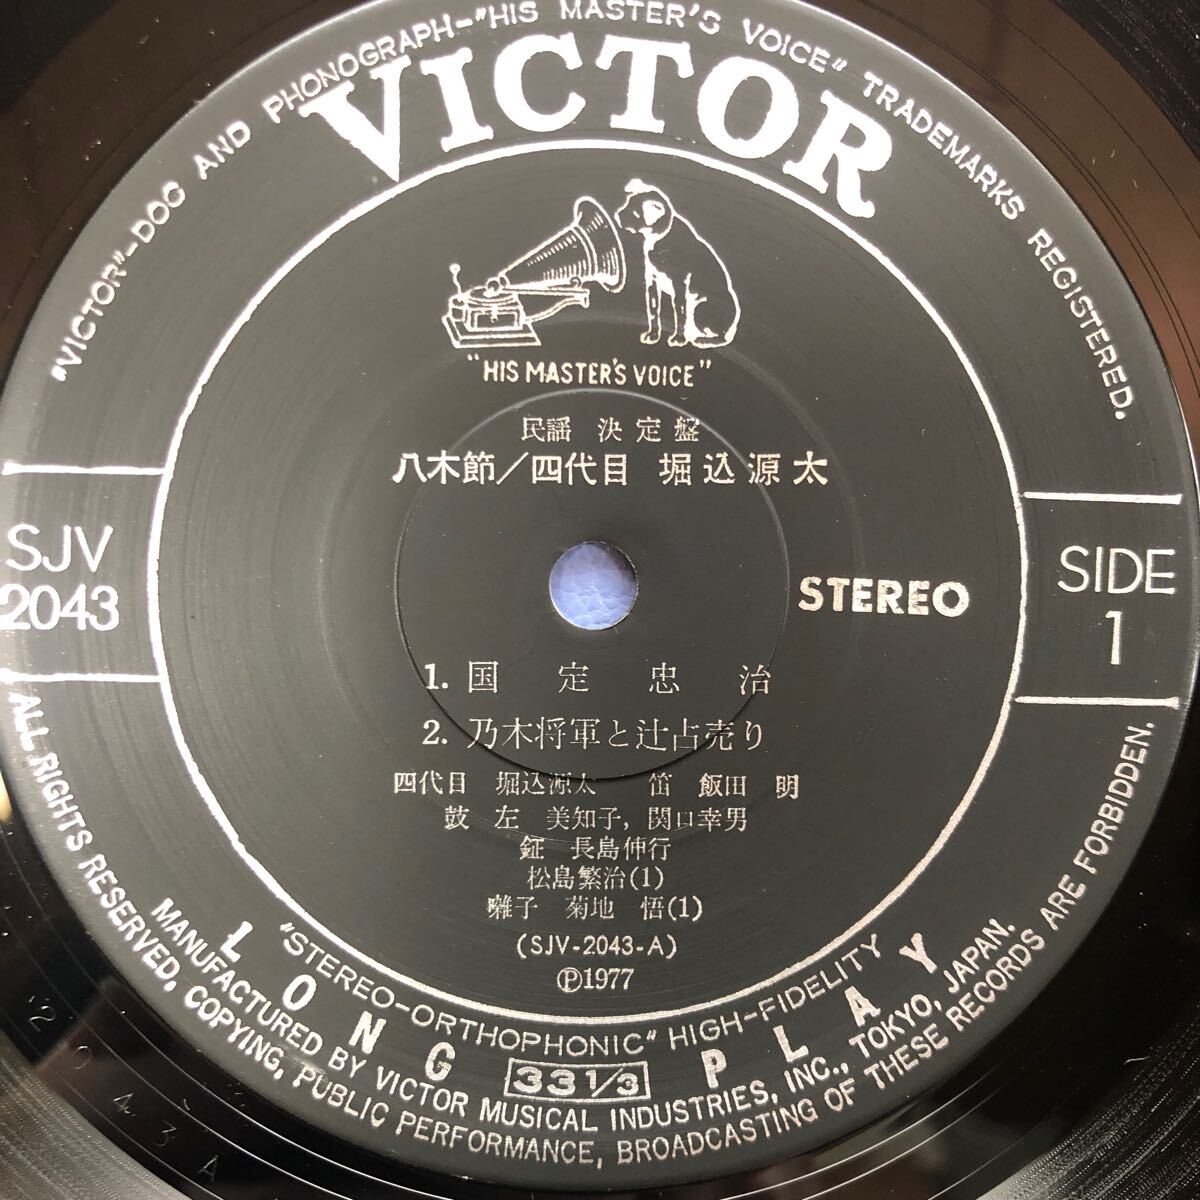 "VICTOR"-DOG AND PHONOGRAPH-"HIS MASTER'S VOICE" TRADEMARKS REGISTERED.
VICTOR
"HIS MASTER'S VOICE"
民謡 決定盤
八木節/四代目 堀込源太
SJV
2043
STEREO
SIDE
1
1. 国定忠治
2. 乃木将軍と辻占売り
四代目 堀込源太 笛 飯田 明
鼓 左 美知子, 関口幸男
鉦 長島伸行
松島繁治(1)
囃子 菊地 悟(1)
(SJV-2043-A)
Ⓟ1977
"STEREO-ORTHOPHONIC" HIGH-FIDELITY
LONG 33 1/3 PLAY
MANUFACTURED BY VICTOR MUSICAL INDUSTRIES, INC., TOKYO, JAPAN.
ALL RIGHTS RESERVED, COPYING, PUBLIC PERFORMANCE, BROADCASTING OF THESE RECORDS ARE FORBIDDEN.
2043A